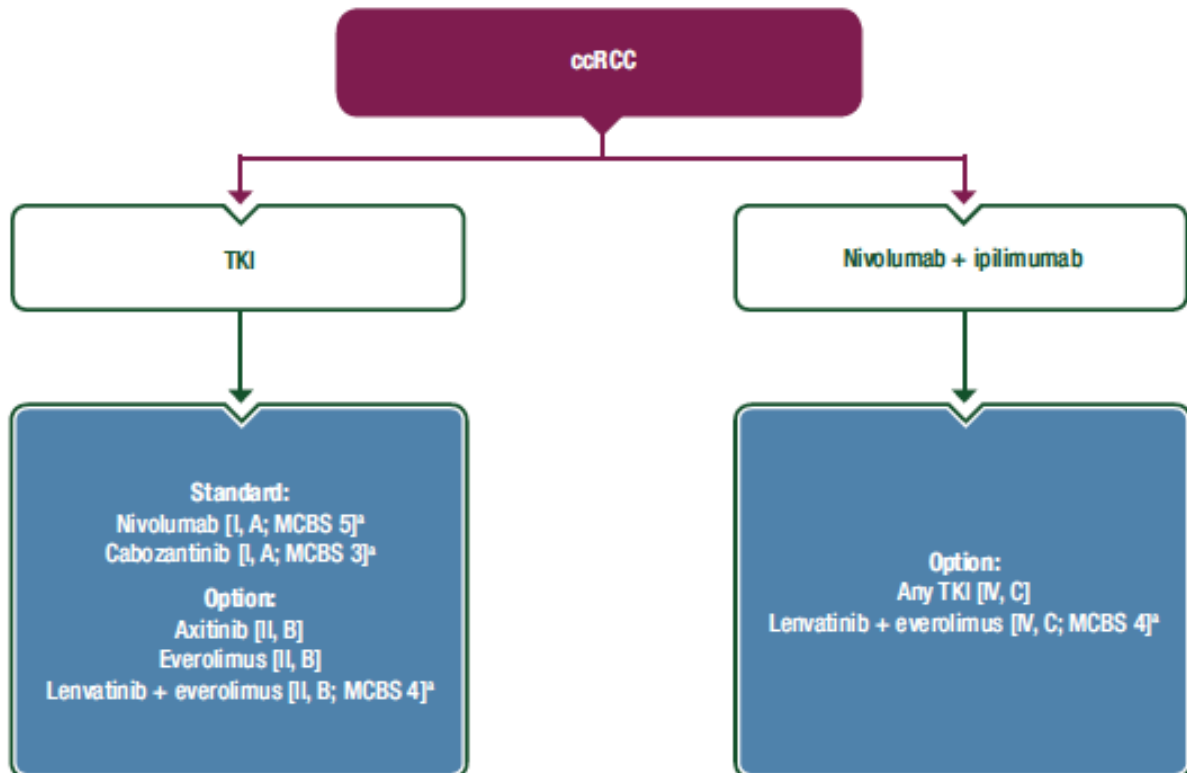 ccRCC
TKI
Nivolumab + ipilimumab
Standard:
Nivolumab [I, A; MCBS 5]ᵃ
Cabozantinib [I, A; MCBS 3]ᵃ
Option:
Axitinib [II, B]
Everolimus [II, B]
Lenvatinib + everolimus [II, B; MCBS 4]ᵃ
Option:
Any TKI [IV, C]
Lenvatinib + everolimus [IV, C; MCBS 4]ᵃ